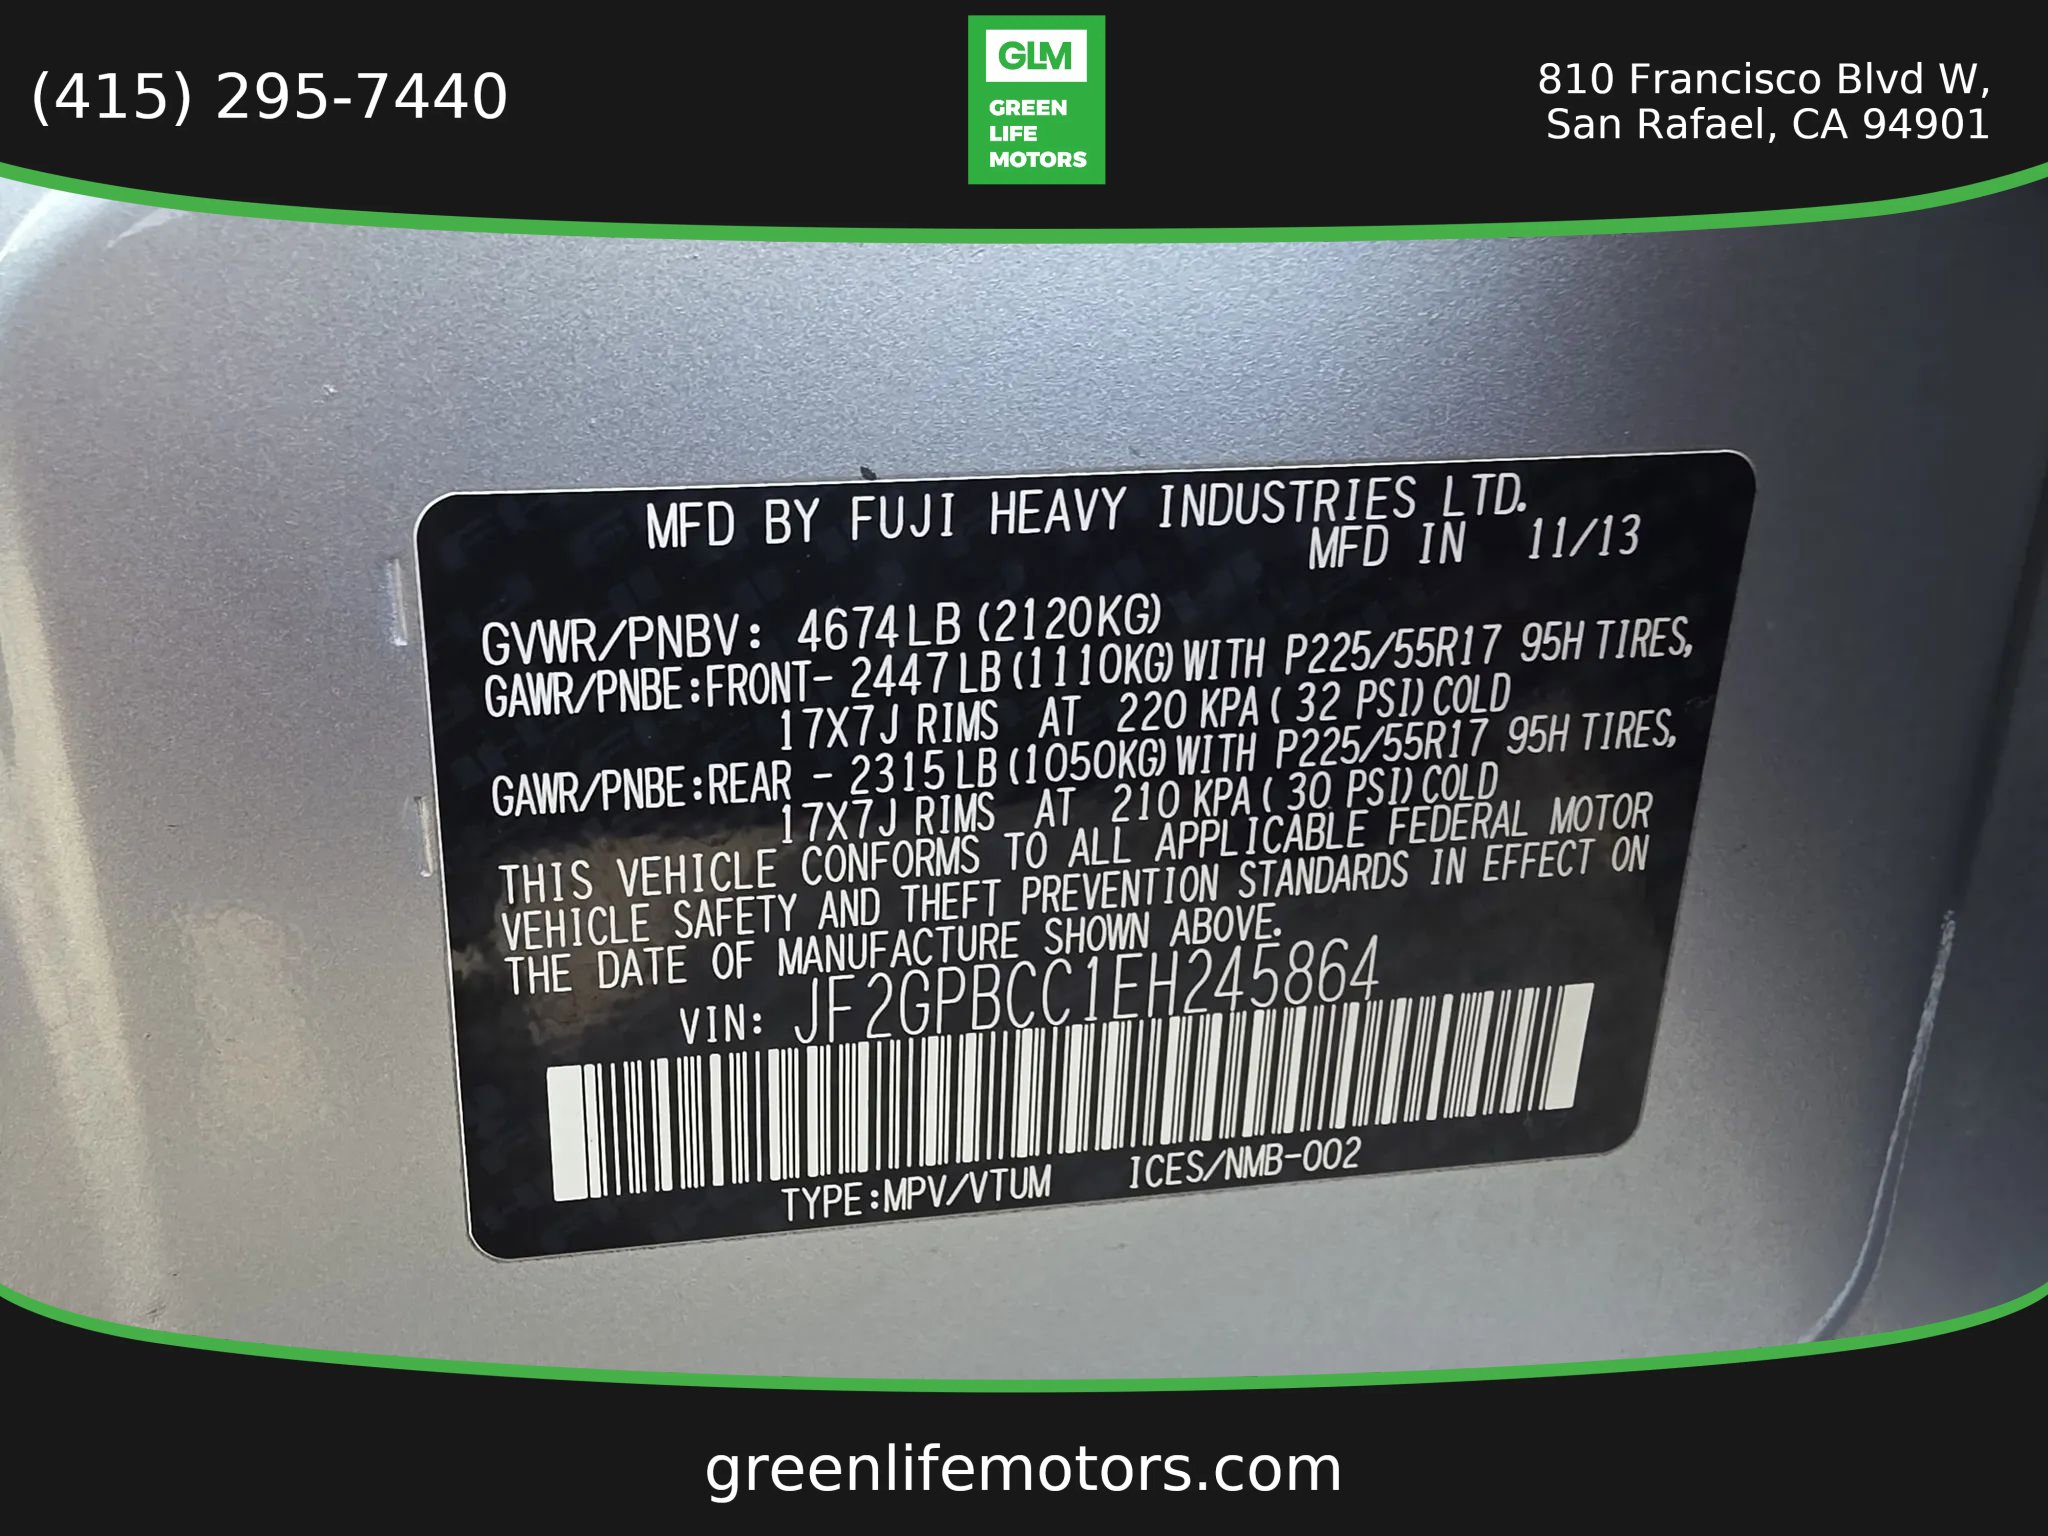 (415) 295-7440
GLM
GREEN
LIFE
MOTORS
810 Francisco Blvd W,
San Rafael, CA 94901
MFD BY FUJI HEAVY INDUSTRIES LTD.
MFD IN 11/13
GVWR/PNBV: 4674LB (2120KG)
GAWR/PNBE:FRONT- 2447LB (1110KG) WITH P225/55R17 95H TIRES,
17X7J RIMS AT 220 KPA ( 32 PSI) COLD
GAWR/PNBE:REAR - 2315LB (1050KG) WITH P225/55R17 95H TIRES,
17X7J RIMS AT 210 KPA ( 30 PSI) COLD
THIS VEHICLE CONFORMS TO ALL APPLICABLE FEDERAL MOTOR
VEHICLE SAFETY AND THEFT PREVENTION STANDARDS IN EFFECT ON
THE DATE OF MANUFACTURE SHOWN ABOVE.
VIN: JF2GPBCC1EH245864
TYPE:MPV/VTUM ICES/NMB-002
greenlifemotors.com